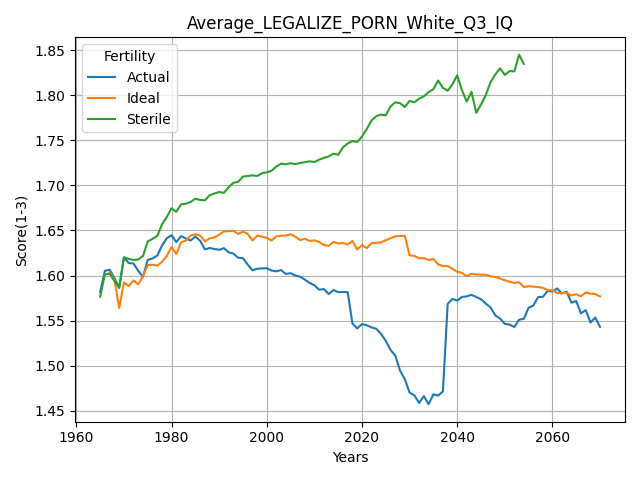 Average_LEGALIZE_PORN_White_Q3_IQ
Score(1-3)
1.85
1.80
1.75
1.70
1.65
1.60
1.55
1.50
1.45
Fertility
Actual
Ideal
Sterile
1960 1980 2000 2020 2040 2060
Years